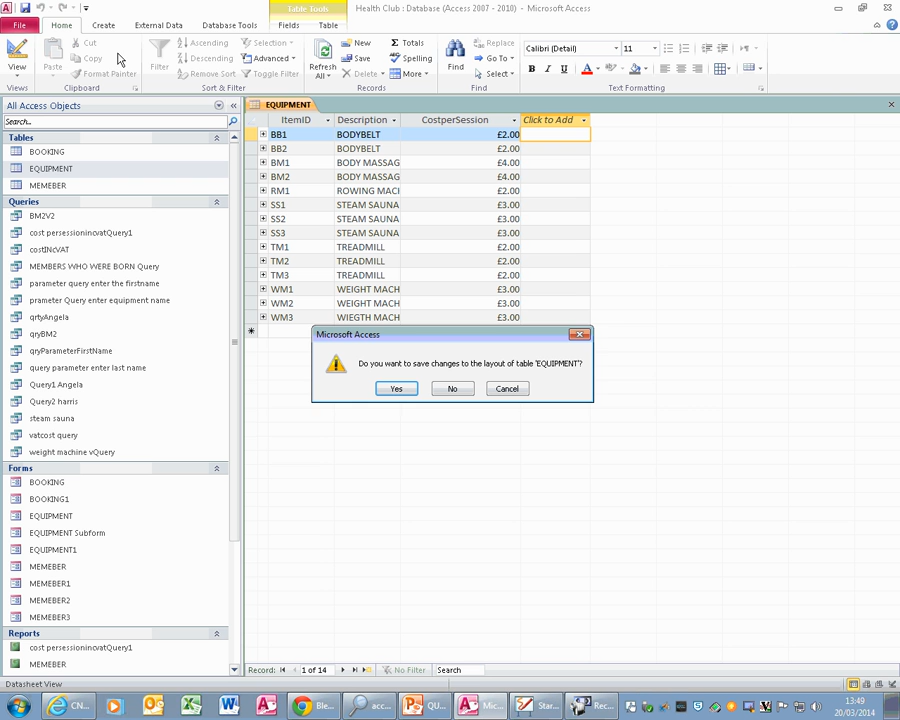 Table Tools
Health Club : Database (Access 2007 - 2010) - Microsoft Access
File Home Create External Data Database Tools Fields Table
View
Views
Paste
Cut
Copy
Format Painter
Clipboard
Filter
Ascending
Descending
Remove Sort
Selection
Advanced
Toggle Filter
Sort & Filter
Refresh
All
New
Save
Delete
Totals
Spelling
More
Records
Find
Replace
Go To
Select
Find
Calibri (Detail) 11
B I U A
Text Formatting
All Access Objects
Search...
Tables
BOOKING
EQUIPMENT
MEMEBER
Queries
BM2V2
cost persessionincvatQuery1
costINcVAT
MEMBERS WHO WERE BORN Query
parameter query enter the firstname
prameter Query enter equipment name
qrtyAngela
qryBM2
qryParameterFirstName
query parameter enter last name
Query1 Angela
Query2 harris
steam sauna
vatcost query
weight machine vQuery
Forms
BOOKING
BOOKING1
EQUIPMENT
EQUIPMENT Subform
EQUIPMENT1
MEMEBER
MEMEBER1
MEMEBER2
MEMEBER3
Reports
cost persessionincvatQuery1
MEMEBER
EQUIPMENT
ItemID Description CostperSession Click to Add
BB1 BODYBELT £2.00
BB2 BODYBELT £2.00
BM1 BODY MASSAG £4.00
BM2 BODY MASSAG £4.00
RM1 ROWING MACI £2.00
SS1 STEAM SAUNA £3.00
SS2 STEAM SAUNA £3.00
SS3 STEAM SAUNA £3.00
TM1 TREADMILL £2.00
TM2 TREADMILL £2.00
TM3 TREADMILL £2.00
WM1 WEIGHT MACH £3.00
WM2 WEIGHT MACH £3.00
WM3 WIEGTH MACH £3.00
Microsoft Access
Do you want to save changes to the layout of table 'EQUIPMENT'?
Yes No Cancel
Record: 1 of 14 No Filter Search
Datasheet View
CN... Ble... acc... QU... Mic... Star... Rec...
13:49
20/03/2014